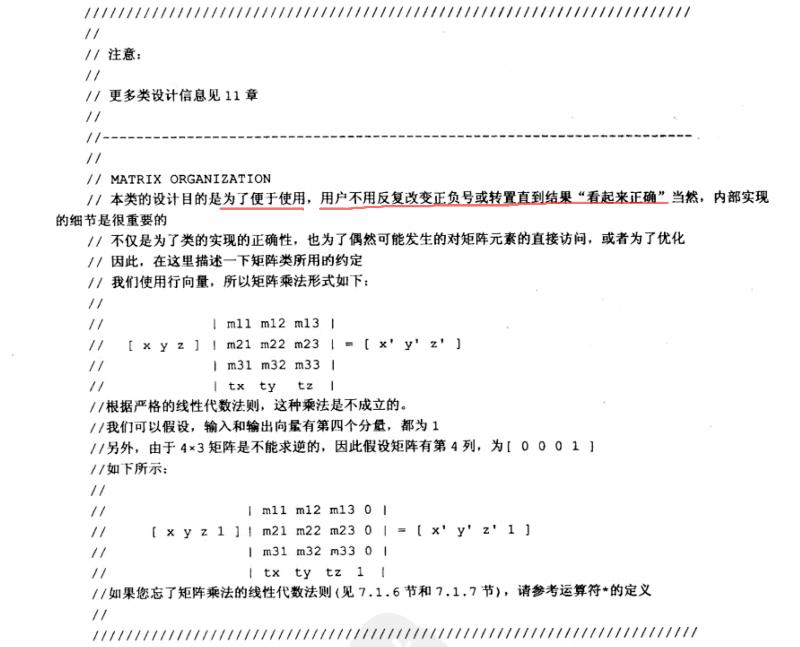 //////////////////////////////////////////////////////////////////////////
//
// 注意：
//
// 更多类设计信息见 11 章
//
//--------------------------------------------------------------------------
//
// MATRIX ORGANIZATION
// 本类的设计目的是为了便于使用，用户不用反复改变正负号或转置直到结果“看起来正确”当然，内部实现
的细节是很重要的
// 不仅是为了类的实现的正确性，也为了偶然可能发生的对矩阵元素的直接访问，或者为了优化
// 因此，在这里描述一下矩阵类所用的约定
// 我们使用行向量，所以矩阵乘法形式如下：
//
// | m11 m12 m13 |
// [ x y z ] | m21 m22 m23 | = [ x' y' z' ]
// | m31 m32 m33 |
// | tx ty tz |
//根据严格的线性代数法则，这种乘法是不成立的。
//我们可以假设，输入和输出向量有第四个分量，都为 1
//另外，由于 4×3 矩阵是不能求逆的，因此假设矩阵有第 4 列，为[ 0 0 0 1 ]
//如下所示：
//
// | m11 m12 m13 0 |
// [ x y z 1 ]| m21 m22 m23 0 | = [ x' y' z' 1 ]
// | m31 m32 m33 0 |
// | tx ty tz 1 |
//如果您忘了矩阵乘法的线性代数法则(见 7.1.6 节和 7.1.7 节)，请参考运算符*的定义
//
//////////////////////////////////////////////////////////////////////////